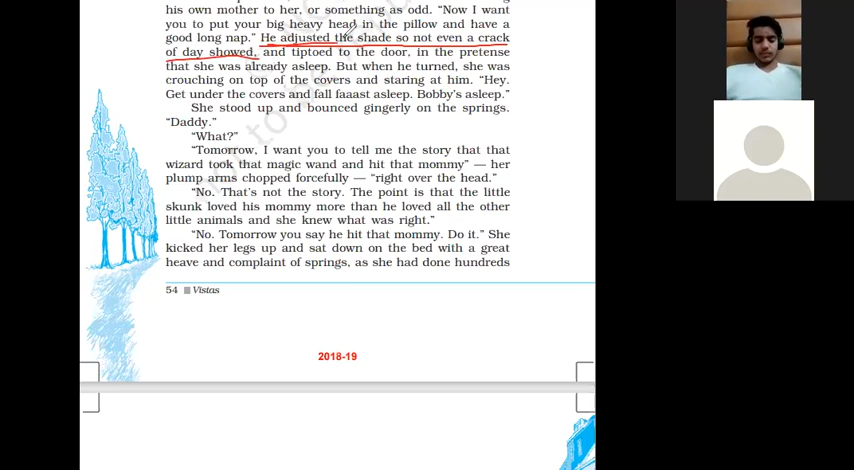 his own mother to her, or something as odd. "Now I want
you to put your big heavy head in the pillow and have a
good long nap." He adjusted the shade so not even a crack
of day showed, and tiptoed to the door, in the pretense
that she was already asleep. But when he turned, she was
crouching on top of the covers and staring at him. "Hey.
Get under the covers and fall faaast asleep. Bobby's asleep."
She stood up and bounced gingerly on the springs.
"Daddy."
"What?"
"Tomorrow, I want you to tell me the story that that
wizard took that magic wand and hit that mommy" — her
plump arms chopped forcefully — "right over the head."
"No. That's not the story. The point is that the little
skunk loved his mommy more than he loved all the other
little animals and she knew what was right."
"No. Tomorrow you say he hit that mommy. Do it." She
kicked her legs up and sat down on the bed with a great
heave and complaint of springs, as she had done hundreds
54 Vistas
2018-19